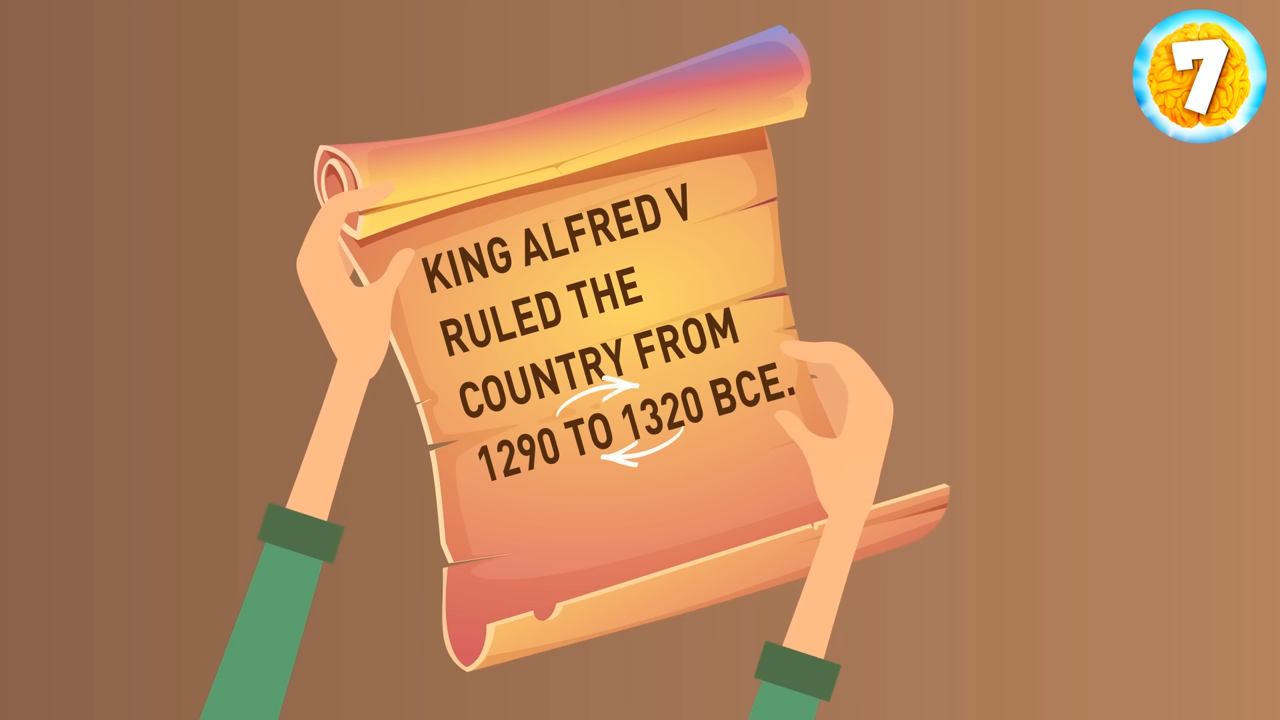 7
KING ALFRED V
RULED THE
COUNTRY FROM
1290 TO 1320 BCE.